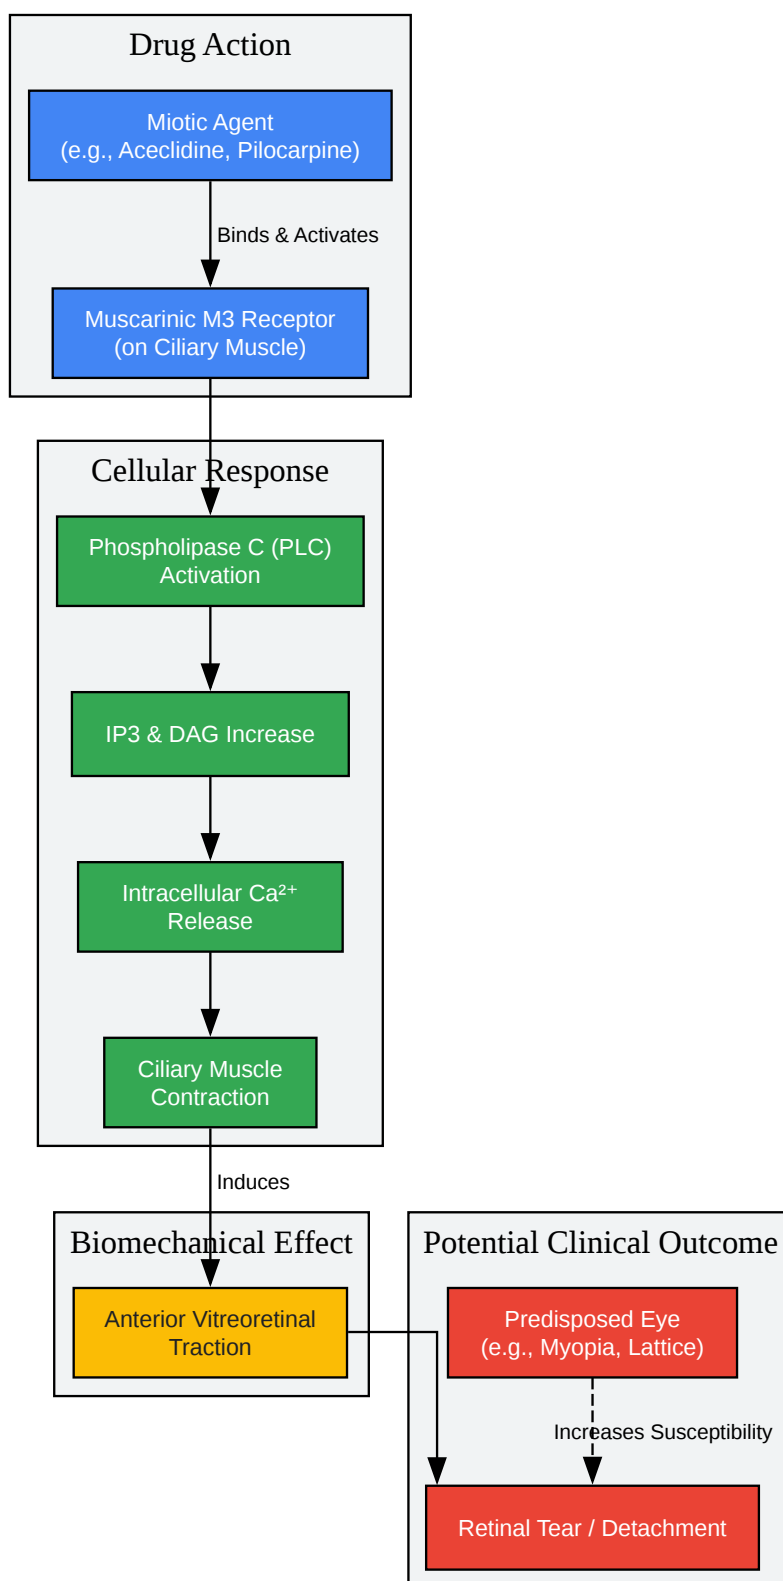 Drug Action
Miotic Agent
(e.g., Aceclidine, Pilocarpine)
Binds & Activates
Muscarinic M3 Receptor
(on Ciliary Muscle)
Cellular Response
Phospholipase C (PLC)
Activation
IP3 & DAG Increase
Intracellular Ca²⁺
Release
Ciliary Muscle
Contraction
Induces
Biomechanical Effect
Anterior Vitreoretinal
Traction
Potential Clinical Outcome
Predisposed Eye
(e.g., Myopia, Lattice)
Increases Susceptibility
Retinal Tear / Detachment